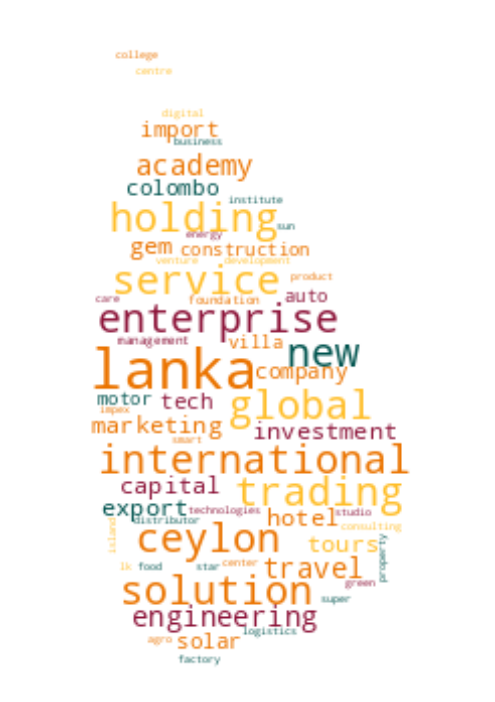 college
centre
digital
import
business
academy
colombo
institute
holding
sun
energy
gem construction
venture development
service product
care foundation auto
enterprise
management villa new
lanka company
motor tech global
impex
marketing investment
smart
international
capital trading
export technologies hotel studio
island distributor consulting
ceylon tours property
lk food star center travel
green
solution super
engineering
logistics
agro solar
factory